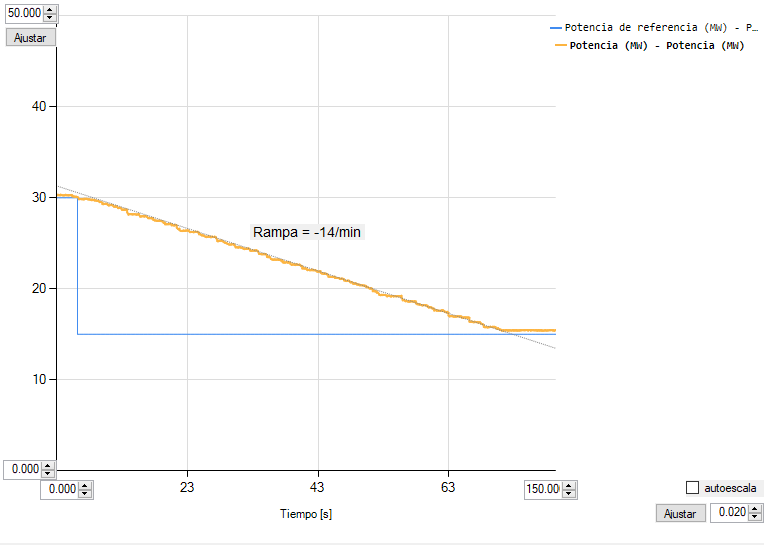 50.000
Ajustar
Potencia de referencia (MW) - P…
Potencia (MW) - Potencia (MW)
40
30
Rampa = -14/min
20
10
0.000
0.000
23
43
63
150.00
autoescala
Tiempo [s]
Ajustar
0.020